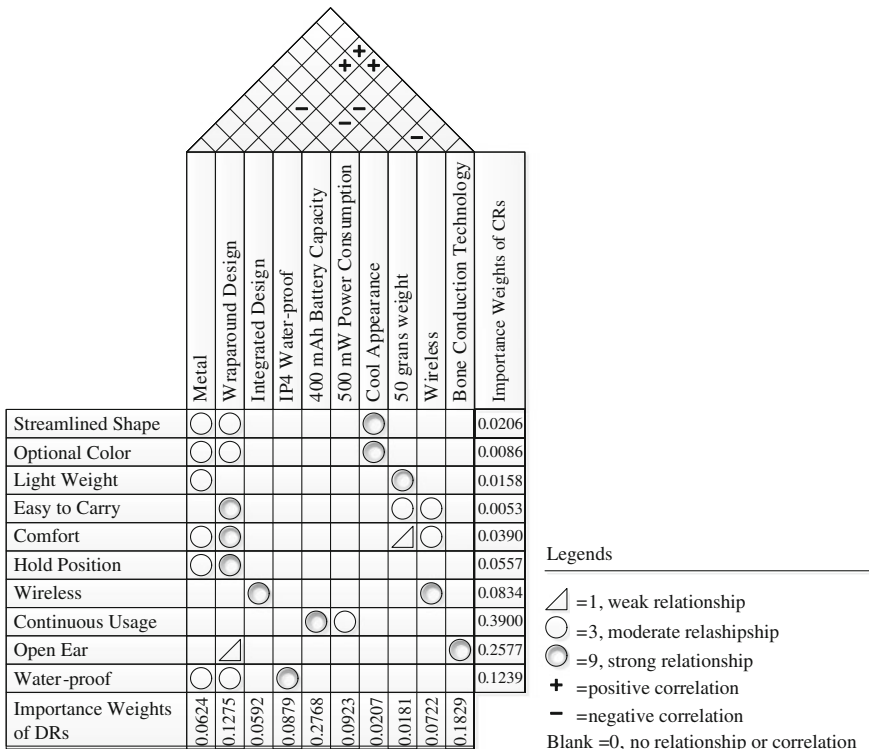 Metal
Wraparound Design
Integrated Design
IP4 Water-proof
400 mAh Battery Capacity
500 mW Power Consumption
Cool Appearance
50 grans weight
Wireless
Bone Conduction Technology
Importance Weights of CRs
Streamlined Shape 0.0206
Optional Color 0.0086
Light Weight 0.0158
Easy to Carry 0.0053
Comfort 0.0390
Hold Position 0.0557
Wireless 0.0834
Continuous Usage 0.3900
Open Ear 0.2577
Water-proof 0.1239
Importance Weights
of DRs
0.0624
0.1275
0.0592
0.0879
0.2768
0.0923
0.0207
0.0181
0.0722
0.1829
Legends
=1, weak relationship
=3, moderate relashipship
=9, strong relationship
+ =positive correlation
− =negative correlation
Blank =0, no relationship or correlation